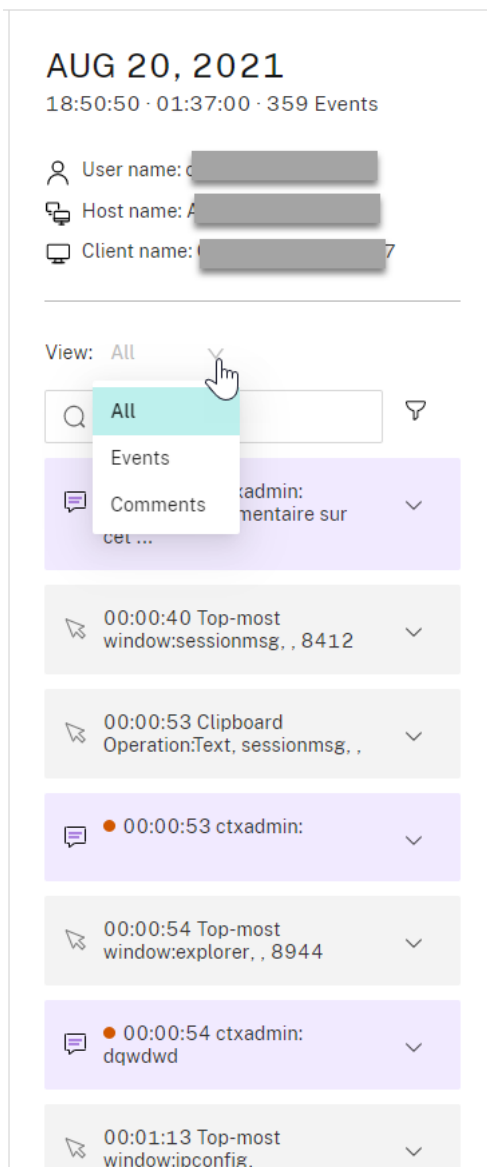 AUG 20, 2021
18:50:50 · 01:37:00 · 359 Events
User name:
Host name:
Client name: 7
View: All
All
Events
Comments
cet ...
00:00:40 Top-most
window:sessionmsg, , 8412
00:00:53 Clipboard
Operation:Text, sessionmsg, ,
00:00:53 ctxadmin:
00:00:54 Top-most
window:explorer, , 8944
00:00:54 ctxadmin:
dqwdwd
00:01:13 Top-most
window:ipconfig,